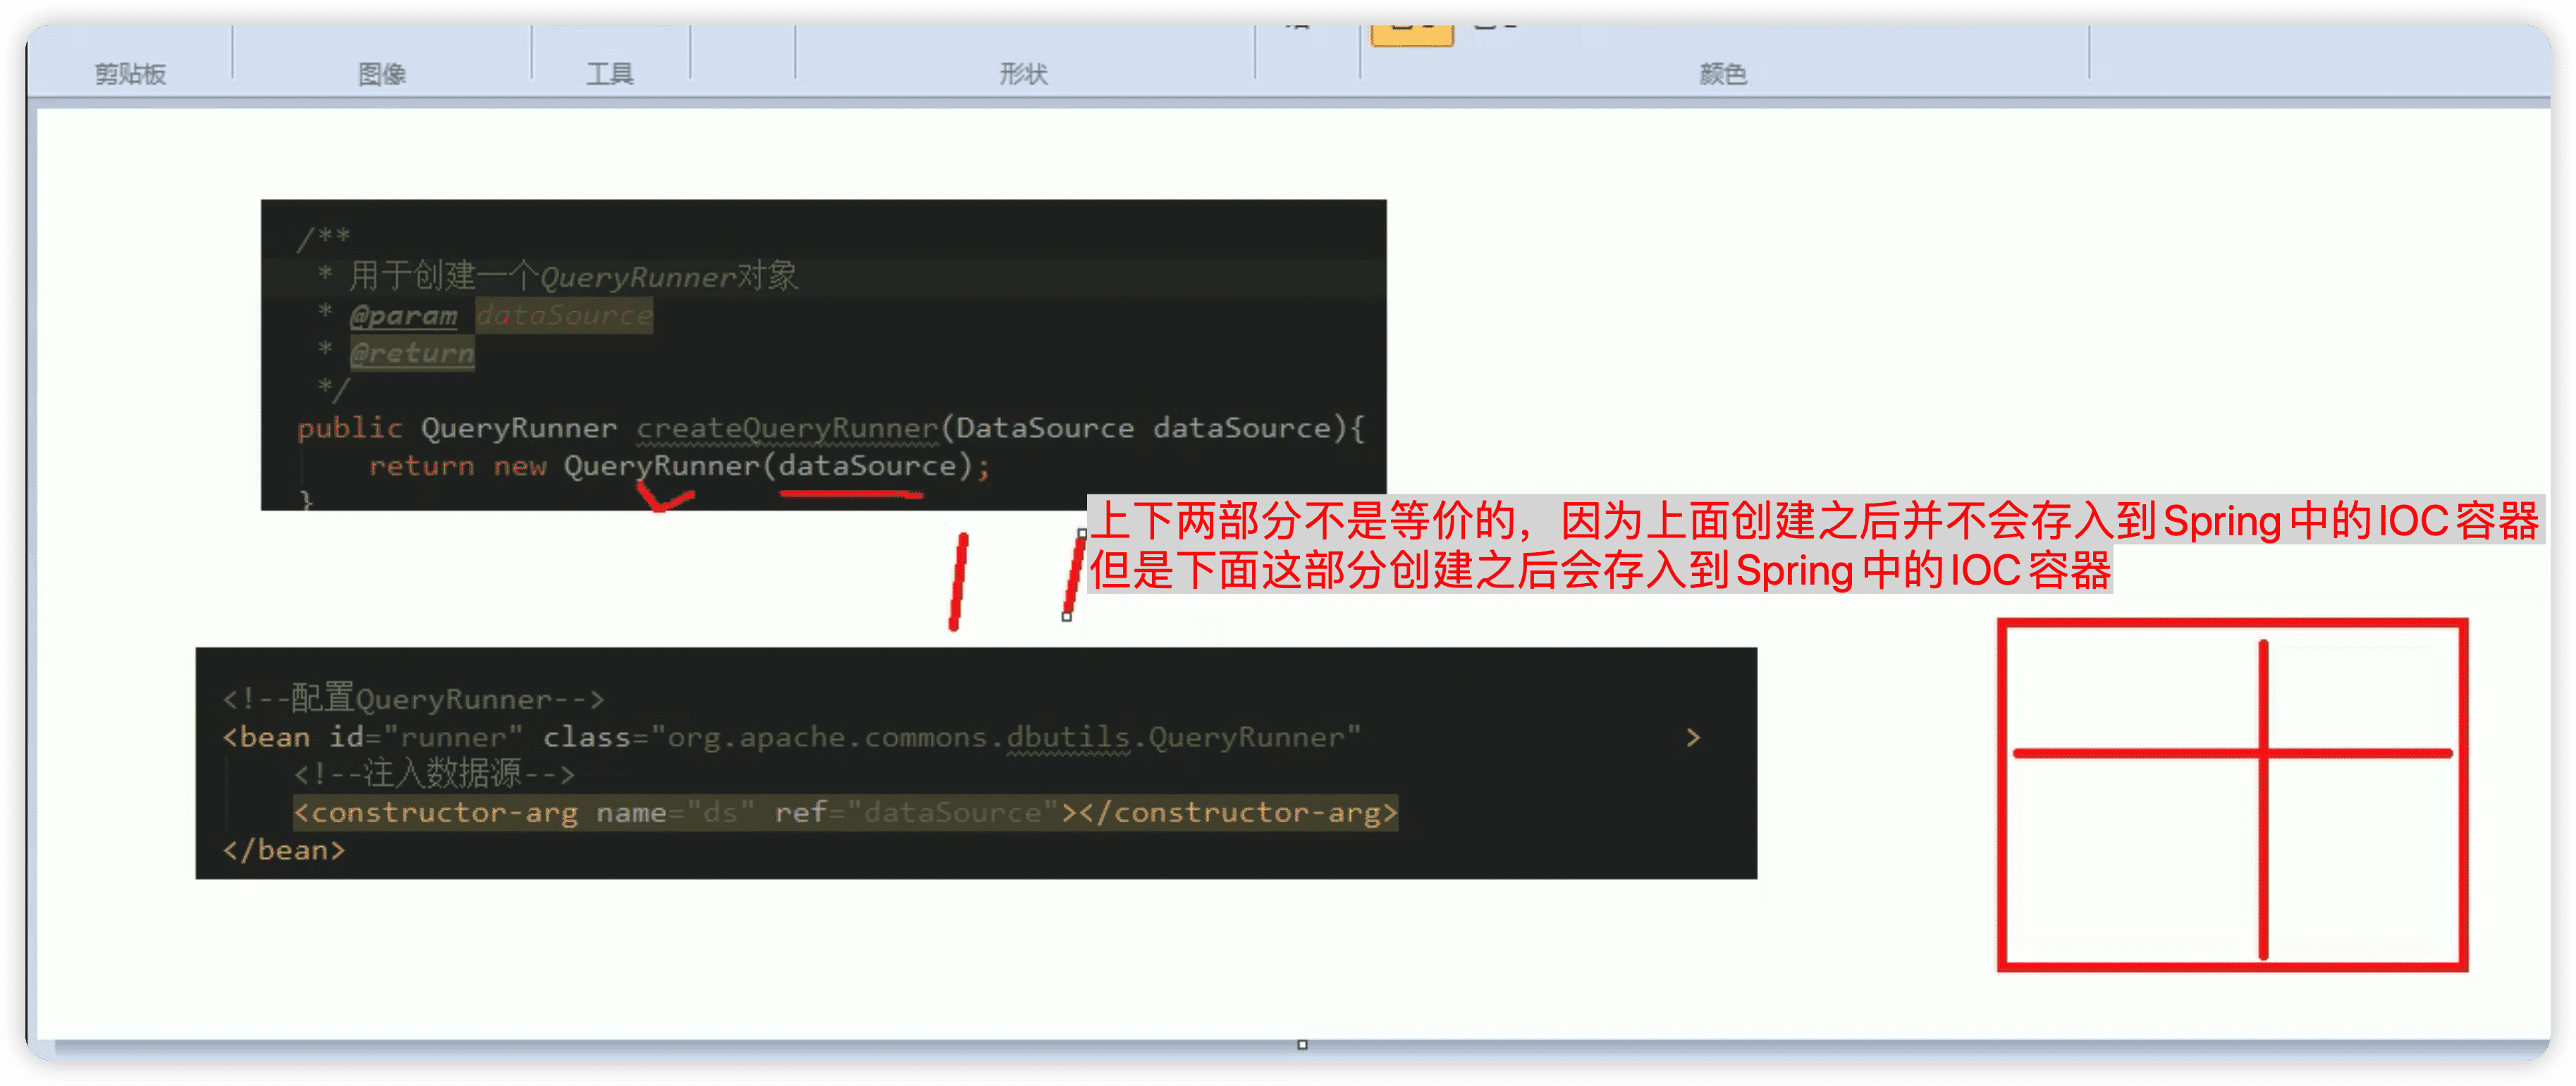 剪贴板 图像 工具 形状 颜色
/**
* 用于创建一个QueryRunner对象
* @param dataSource
* @return
*/
public QueryRunner createQueryRunner(DataSource dataSource){
return new QueryRunner(dataSource);
}
上下两部分不是等价的，因为上面创建之后并不会存入到Spring中的IOC容器
但是下面这部分创建之后会存入到Spring中的IOC容器
<!--配置QueryRunner-->
<bean id="runner" class="org.apache.commons.dbutils.QueryRunner" >
<!--注入数据源-->
<constructor-arg name="ds" ref="dataSource"></constructor-arg>
</bean>